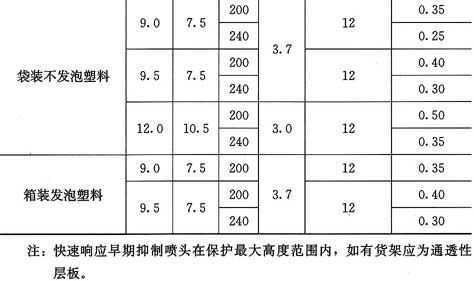 9.0 7.5 200 3.7 12 0.35
240 0.25
袋装不发泡塑料 9.5 7.5 200 12 0.40
240 0.30
12.0 10.5 200 3.0 12 0.50
240 0.35
箱装发泡塑料 9.0 7.5 200 3.7 12 0.35
9.5 7.5 200 12 0.40
240 0.30
注：快速响应早期抑制喷头在保护最大高度范围内，如有货架应为通透性
层板。